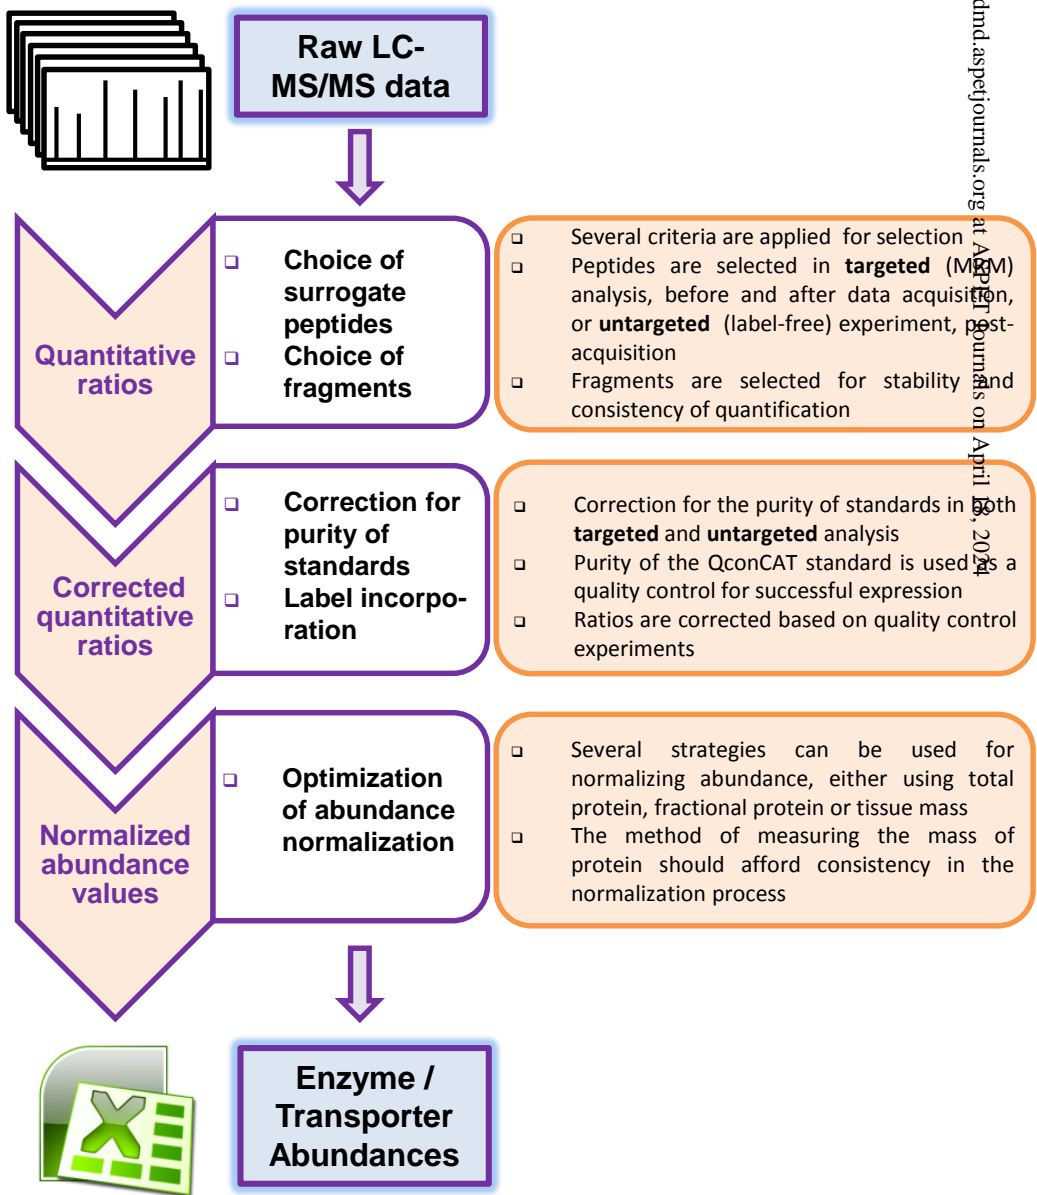 Raw LC-
MS/MS data
Quantitative
ratios
Choice of
surrogate
peptides
Choice of
fragments
Several criteria are applied for selection
Peptides are selected in targeted (MRM)
analysis, before and after data acquisition,
or untargeted (label-free) experiment, post-
acquisition
Fragments are selected for stability and
consistency of quantification
Corrected
quantitative
ratios
Correction for
purity of
standards
Label incorpo-
ration
Correction for the purity of standards in both
targeted and untargeted analysis
Purity of the QconCAT standard is used as a
quality control for successful expression
Ratios are corrected based on quality control
experiments
Normalized
abundance
values
Optimization
of abundance
normalization
Several strategies can be used for
normalizing abundance, either using total
protein, fractional protein or tissue mass
The method of measuring the mass of
protein should afford consistency in the
normalization process
Enzyme /
Transporter
Abundances
dmd.aspetjournals.org at ASPET Journals on April 18, 2024